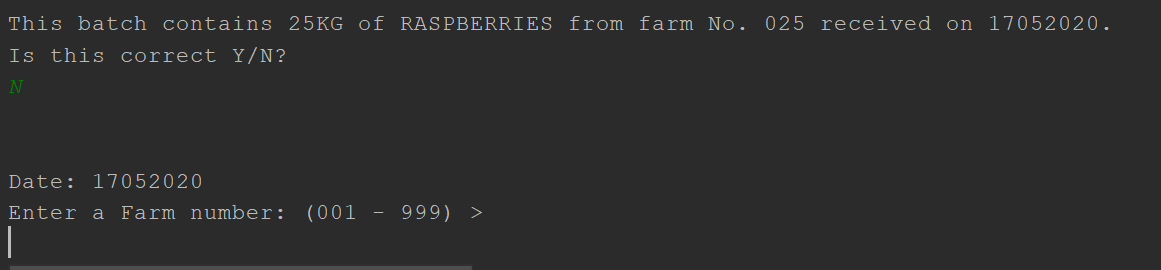 This batch contains 25KG of RASPBERRIES from farm No. 025 received on 17052020.
Is this correct Y/N?
N
Date: 17052020
Enter a Farm number: (001 - 999) >